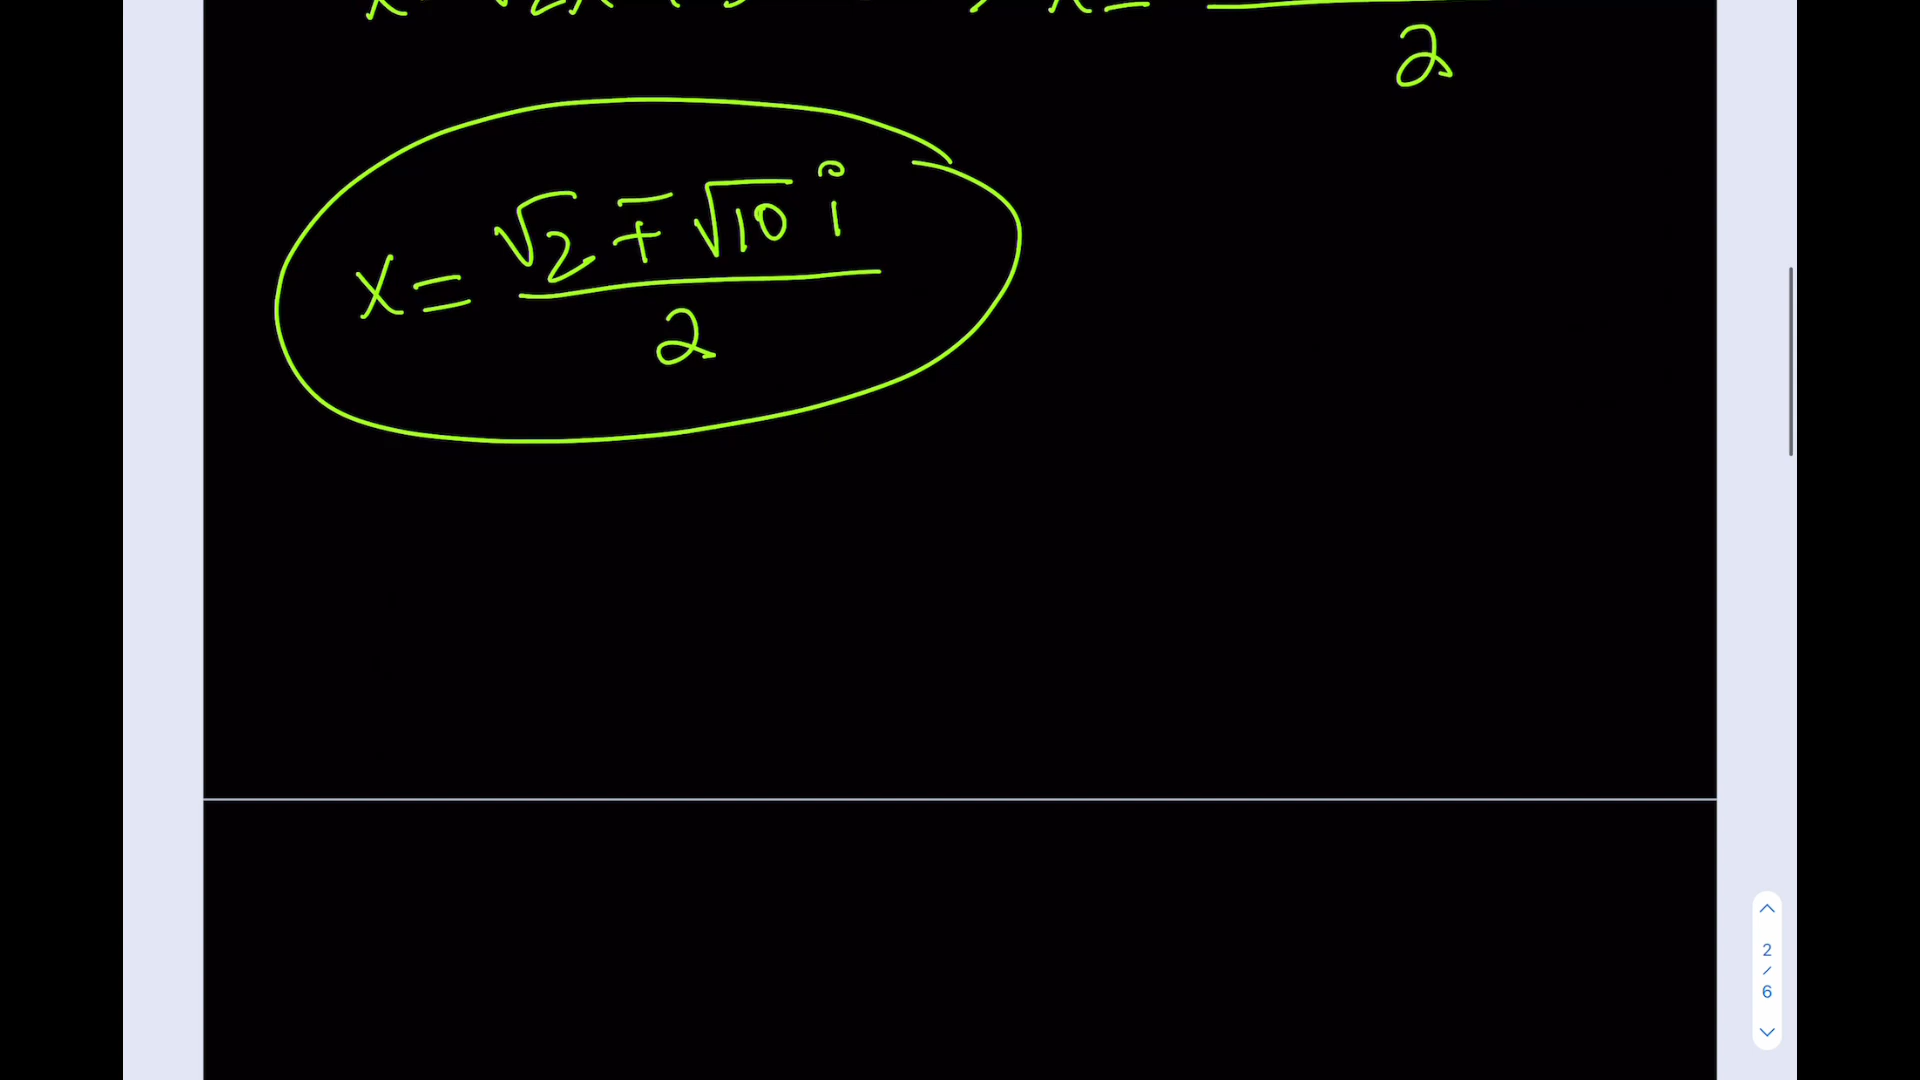 2
x = (√2 ∓ √10 i) / 2
2
/
6